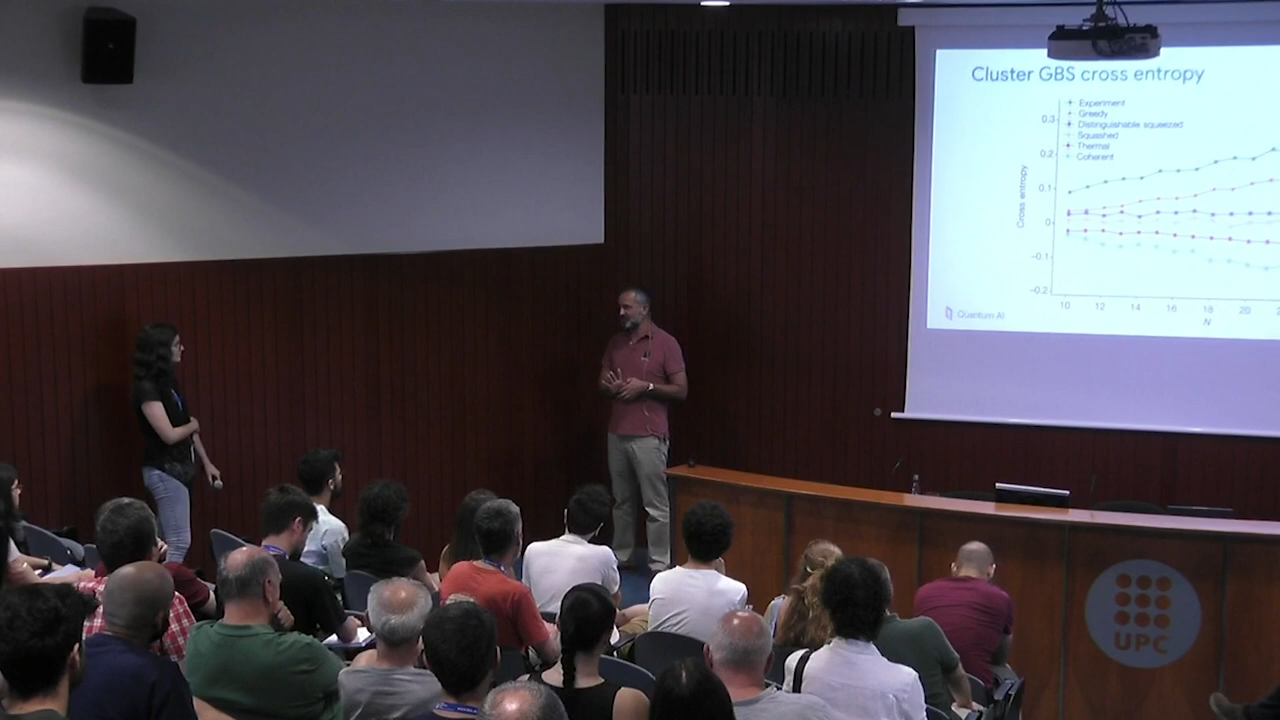 Cluster GBS cross entropy
Experiment
Greedy
Distinguishable squeezed
Squashed
Thermal
Coherent
0.3
0.2
0.1
0
−0.1
−0.2
Cross entropy
10 12 14 16 18 20
N
Quantum AI
UPC